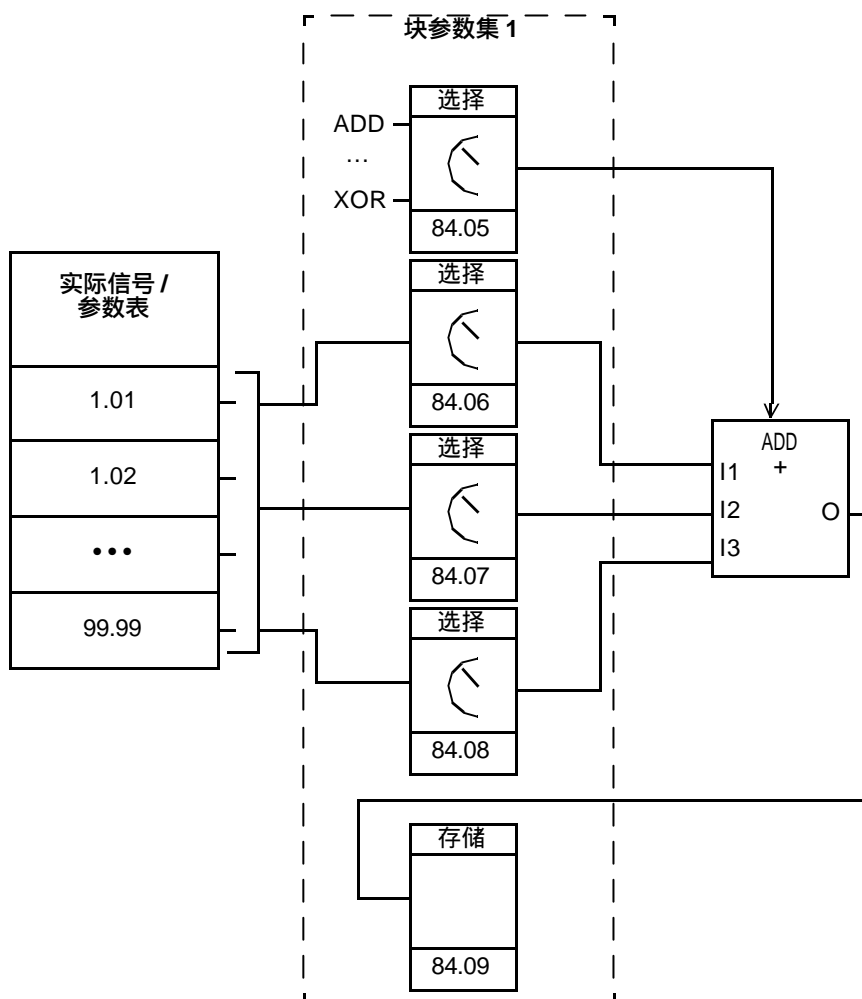 块参数集 1
选择
ADD
...
XOR
84.05
实际信号 /
参数表
1.01
1.02
•••
99.99
选择
84.06
选择
84.07
选择
84.08
ADD
+
I1
I2
I3
O
存储
84.09